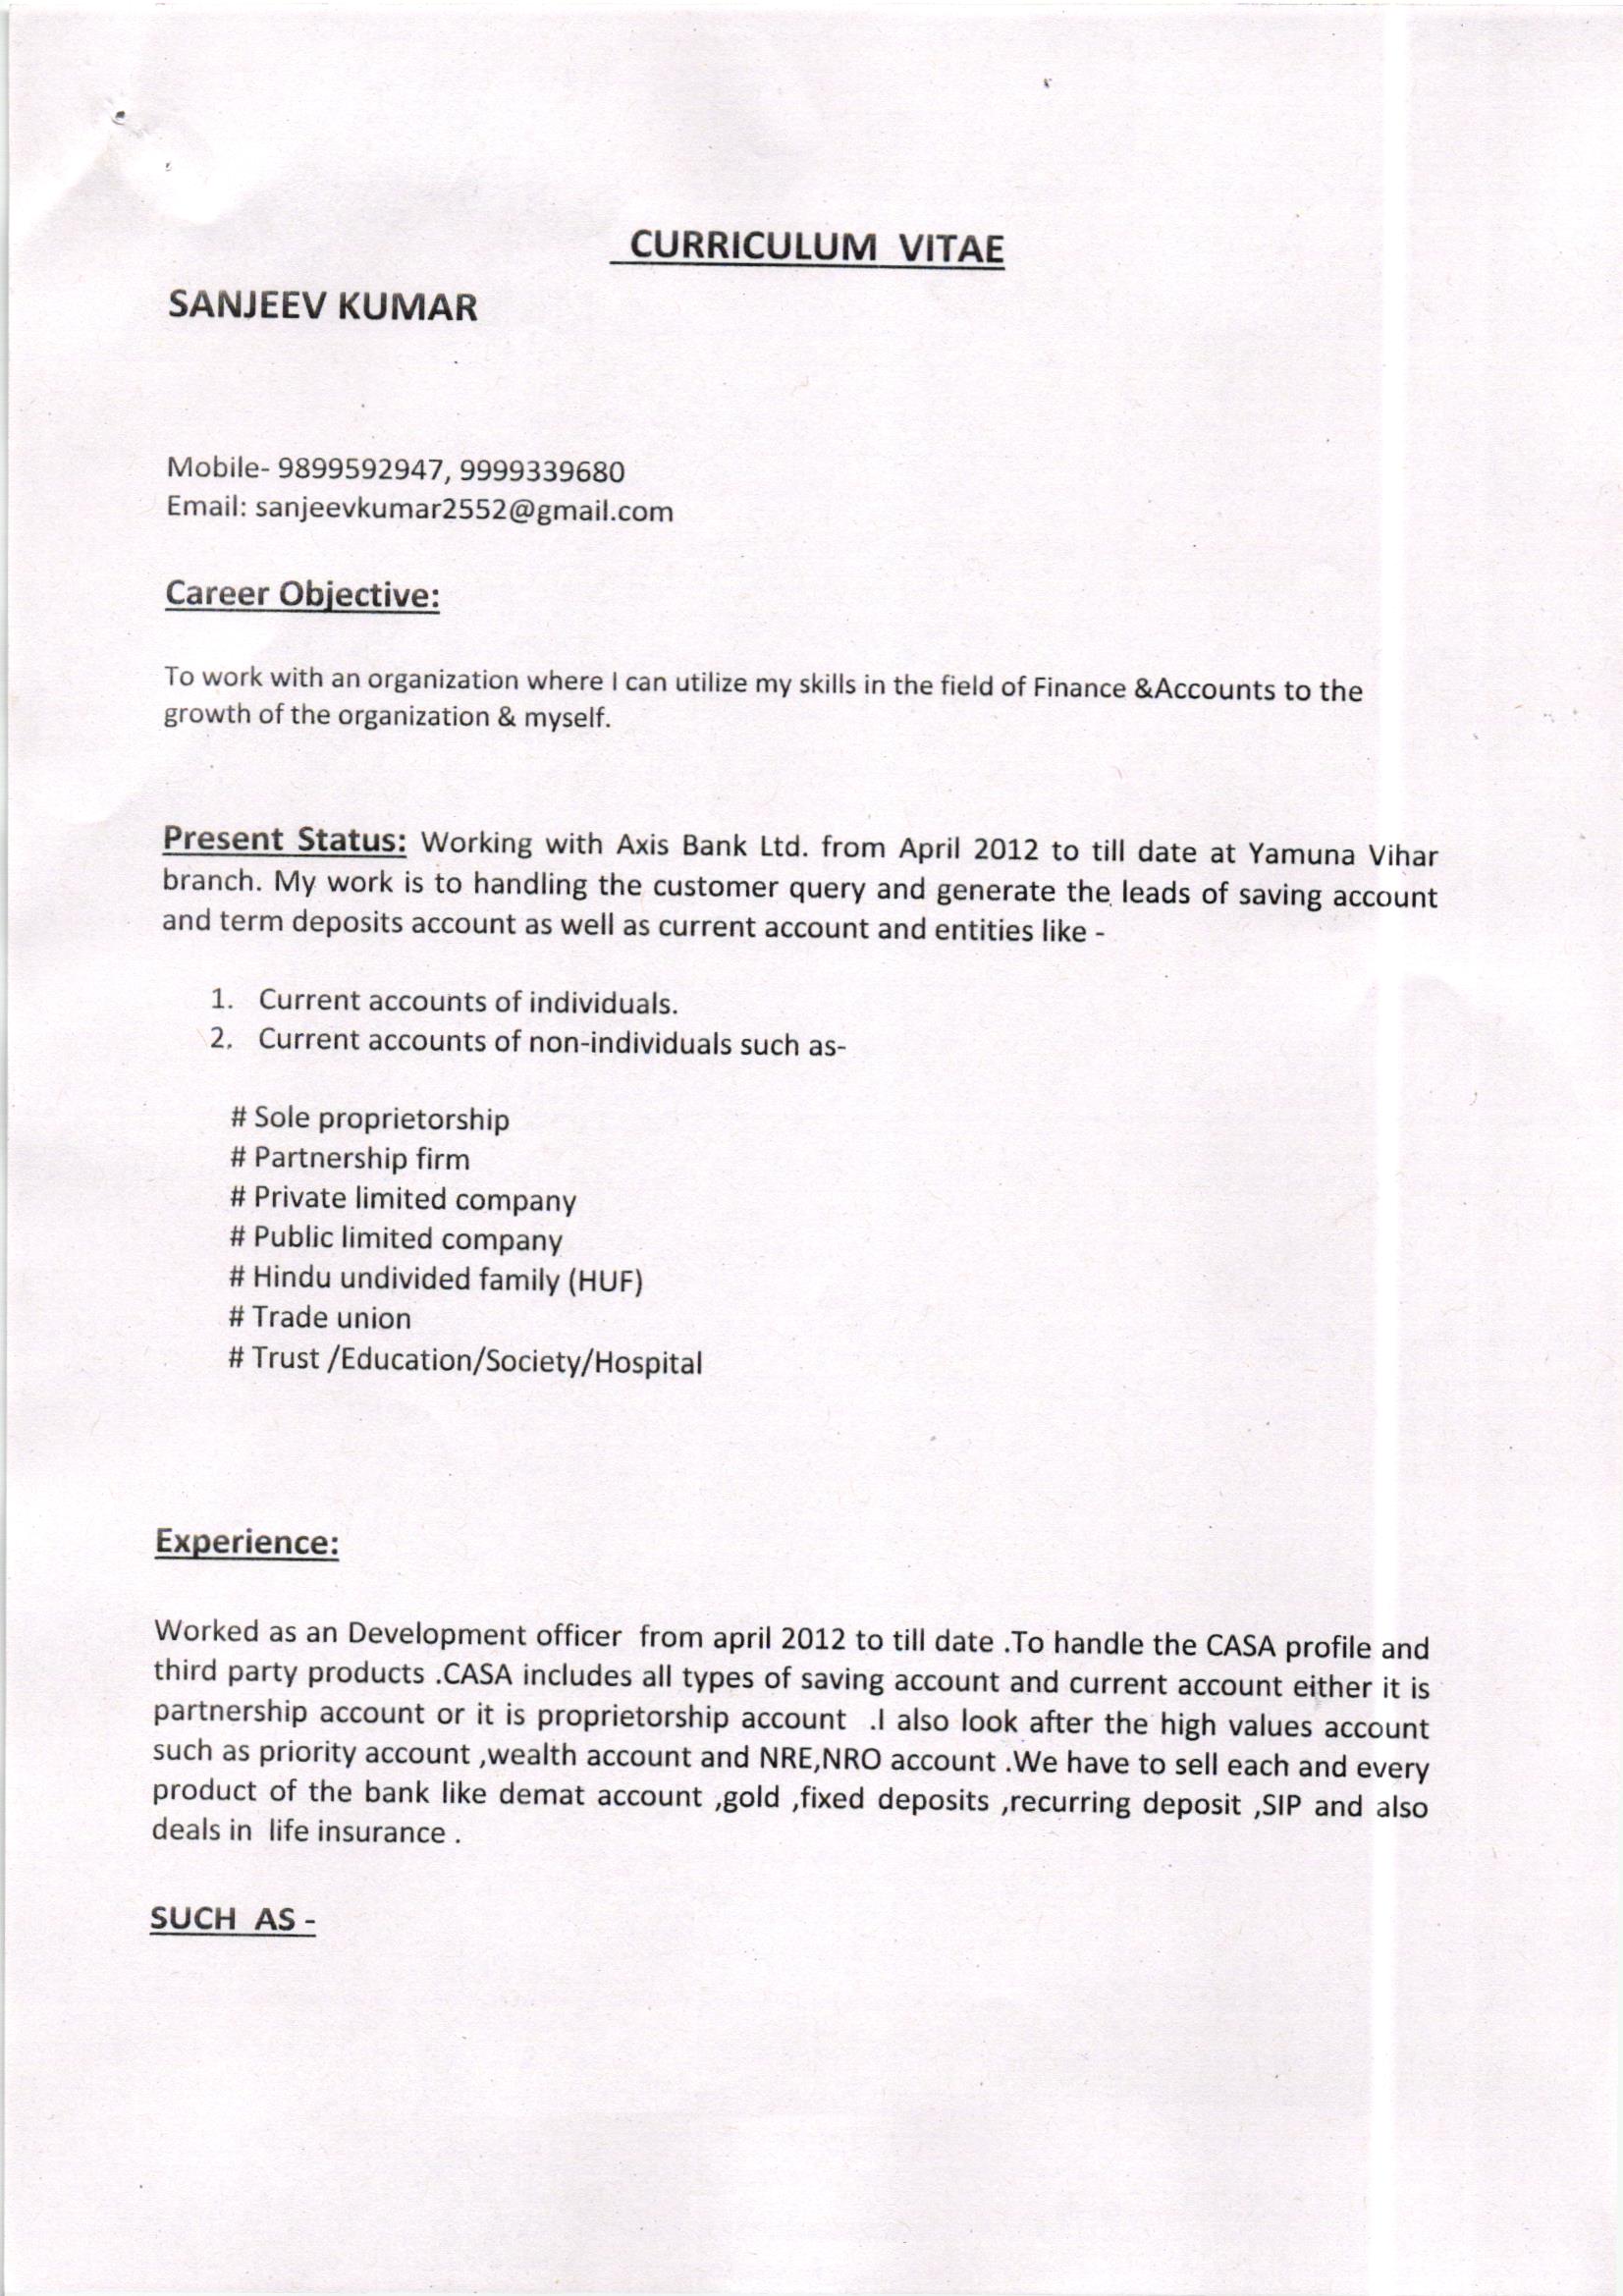 CURRICULUM VITAE
SANJEEV KUMAR
Mobile- 9899592947, 9999339680
Email: sanjeevkumar2552@gmail.com
Career Objective:
To work with an organization where I can utilize my skills in the field of Finance &Accounts to the
growth of the organization & myself.
Present Status: Working with Axis Bank Ltd. from April 2012 to till date at Yamuna Vihar
branch. My work is to handling the customer query and generate the leads of saving account
and term deposits account as well as current account and entities like -
1. Current accounts of individuals.
2. Current accounts of non-individuals such as-
# Sole proprietorship
# Partnership firm
# Private limited company
# Public limited company
# Hindu undivided family (HUF)
# Trade union
# Trust /Education/Society/Hospital
Experience:
Worked as an Development officer from april 2012 to till date .To handle the CASA profile and
third party products .CASA includes all types of saving account and current account either it is
partnership account or it is proprietorship account .I also look after the high values account
such as priority account ,wealth account and NRE,NRO account .We have to sell each and every
product of the bank like demat account ,gold ,fixed deposits ,recurring deposit ,SIP and also
deals in life insurance .
SUCH AS -